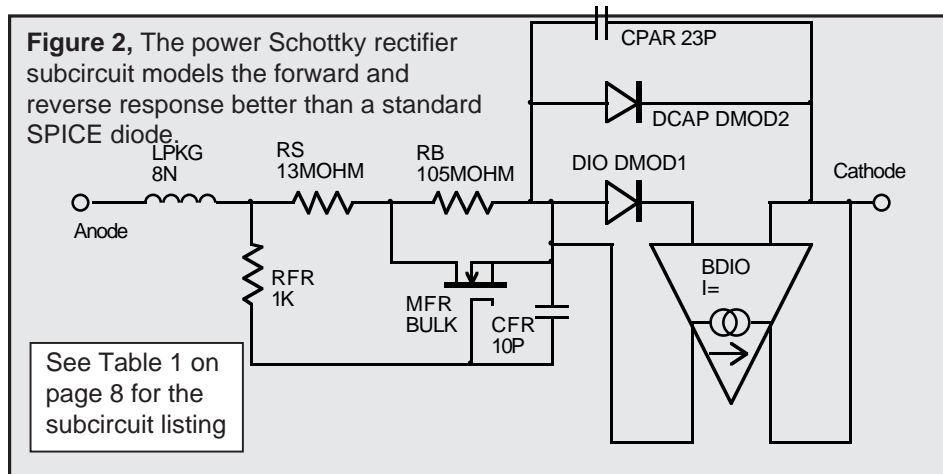 Figure 2, The power Schottky rectifier
subcircuit models the forward and
reverse response better than a standard
SPICE diode.
CPAR 23P
DCAP DMOD2
LPKG
8N
RS
13MOHM
RB
105MOHM
DIO DMOD1
Cathode
Anode
RFR
1K
MFR
BULK
CFR
10P
BDIO
I=
See Table 1 on
page 8 for the
subcircuit listing